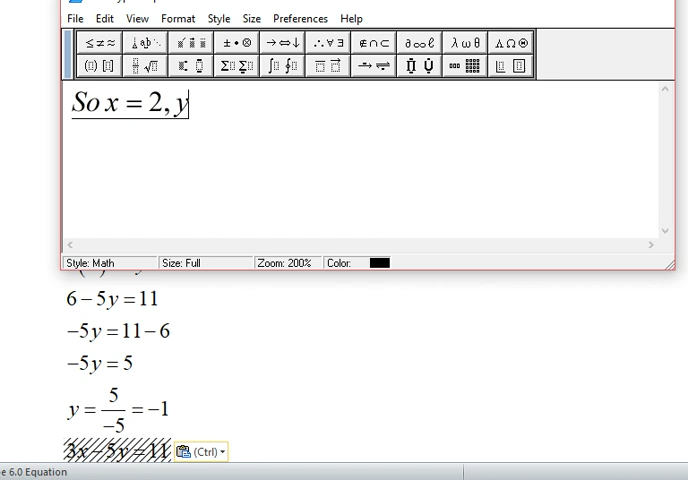 File Edit View Format Style Size Preferences Help
So x = 2, y
Style: Math Size: Full Zoom: 200% Color:
6 − 5y = 11
−5y = 11 − 6
−5y = 5
y = 5/−5 = −1
3x − 5y = 11 (Ctrl)
e 6.0 Equation